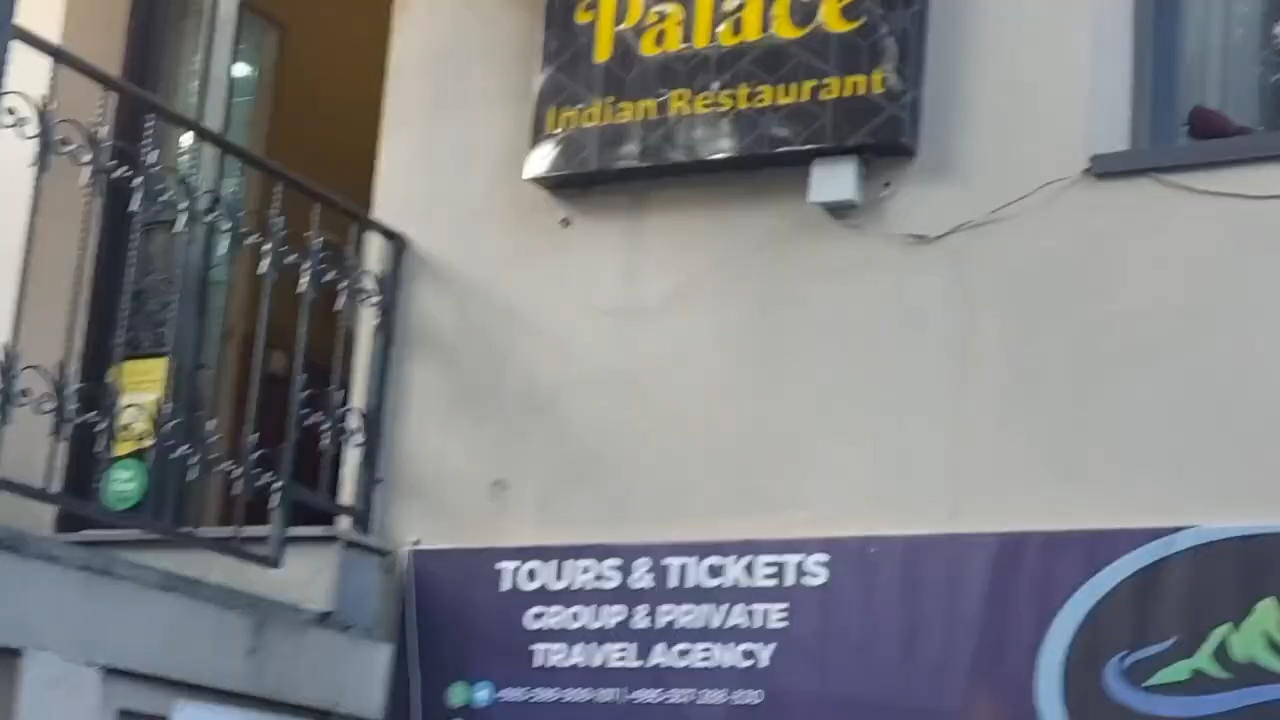 Palace
Indian Restaurant
TOURS & TICKETS
GROUP & PRIVATE
TRAVEL AGENCY